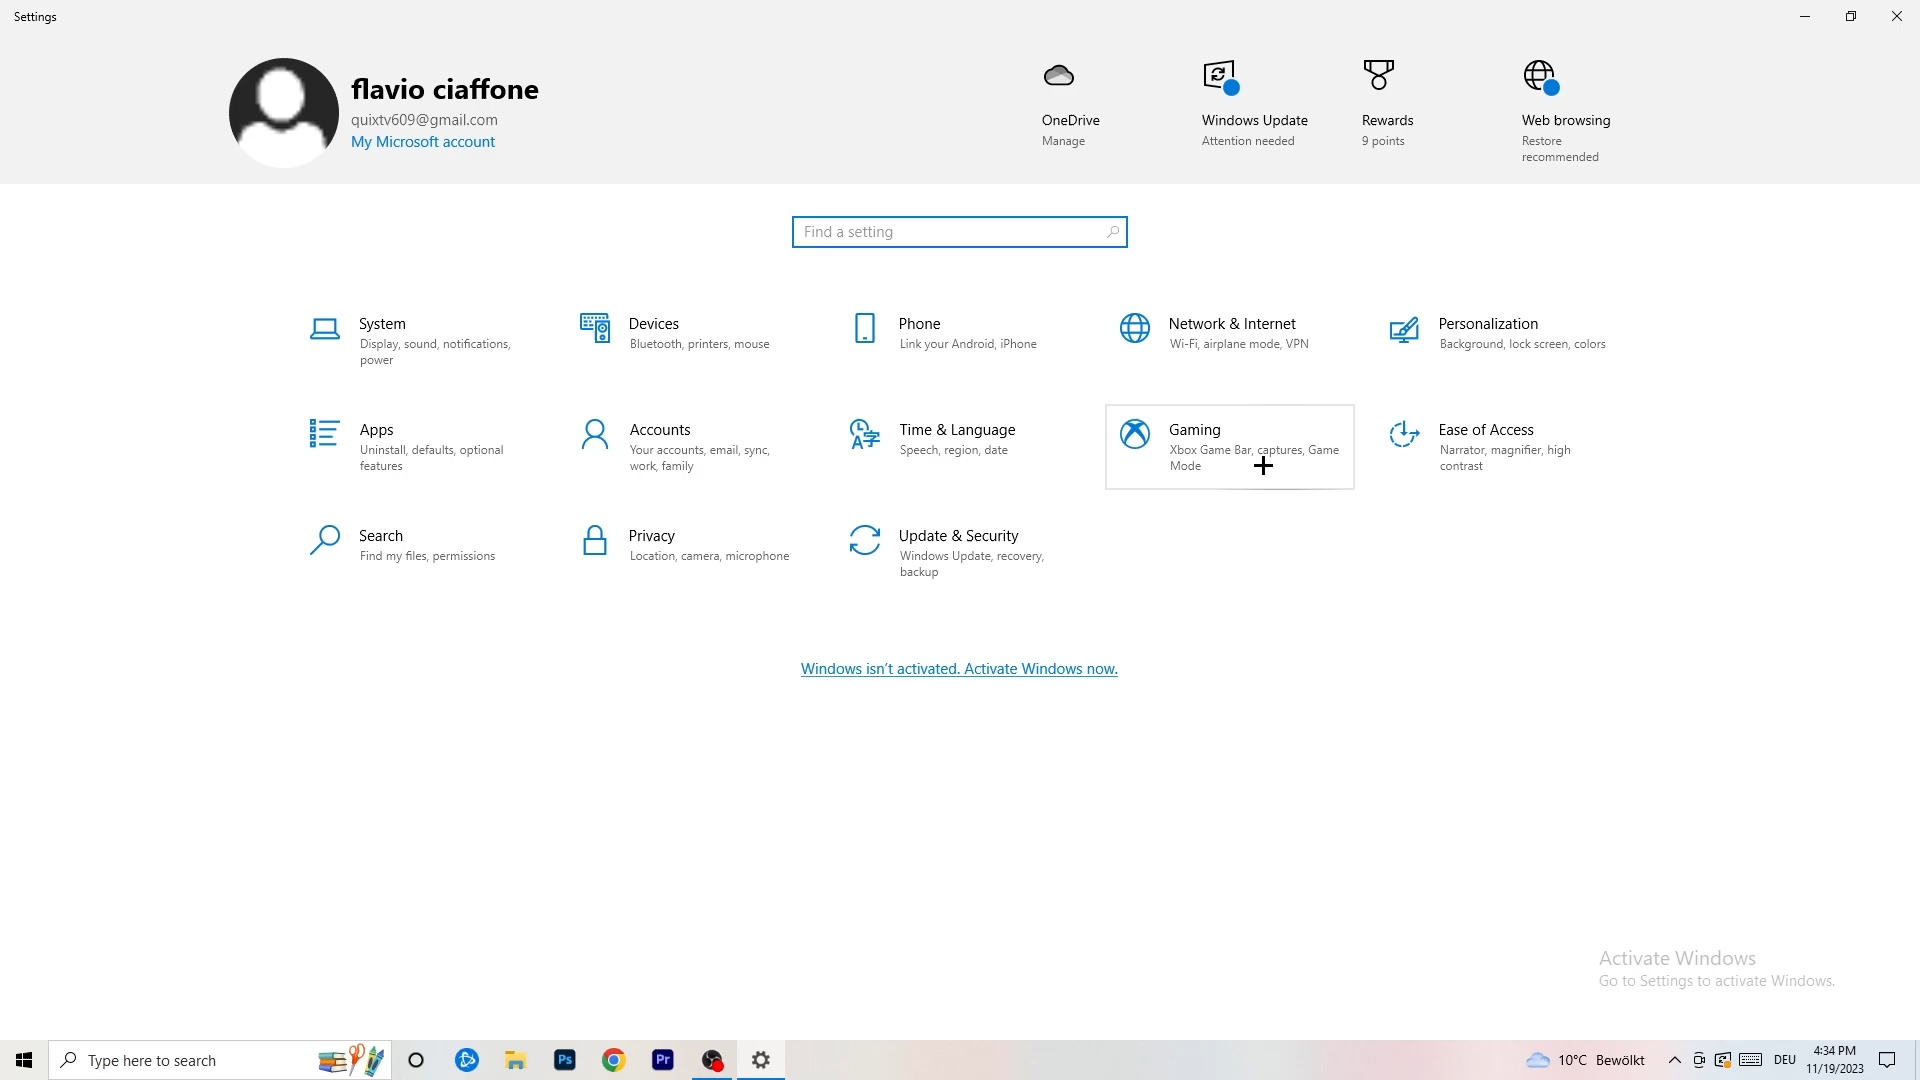 Settings
flavio ciaffone
quixtv609@gmail.com
My Microsoft account
OneDrive
Manage
Windows Update
Attention needed
Rewards
9 points
Web browsing
Restore
recommended
Find a setting
System
Display, sound, notifications,
power
Devices
Bluetooth, printers, mouse
Phone
Link your Android, iPhone
Network & Internet
Wi-Fi, airplane mode, VPN
Personalization
Background, lock screen, colors
Apps
Uninstall, defaults, optional
features
Accounts
Your accounts, email, sync,
work, family
Time & Language
Speech, region, date
Gaming
Xbox Game Bar, captures, Game
Mode
Ease of Access
Narrator, magnifier, high
contrast
Search
Find my files, permissions
Privacy
Location, camera, microphone
Update & Security
Windows Update, recovery,
backup
Windows isn’t activated. Activate Windows now.
Activate Windows
Go to Settings to activate Windows.
Type here to search
Ps
Pr
10°C Bewölkt
DEU
4:34 PM
11/19/2023